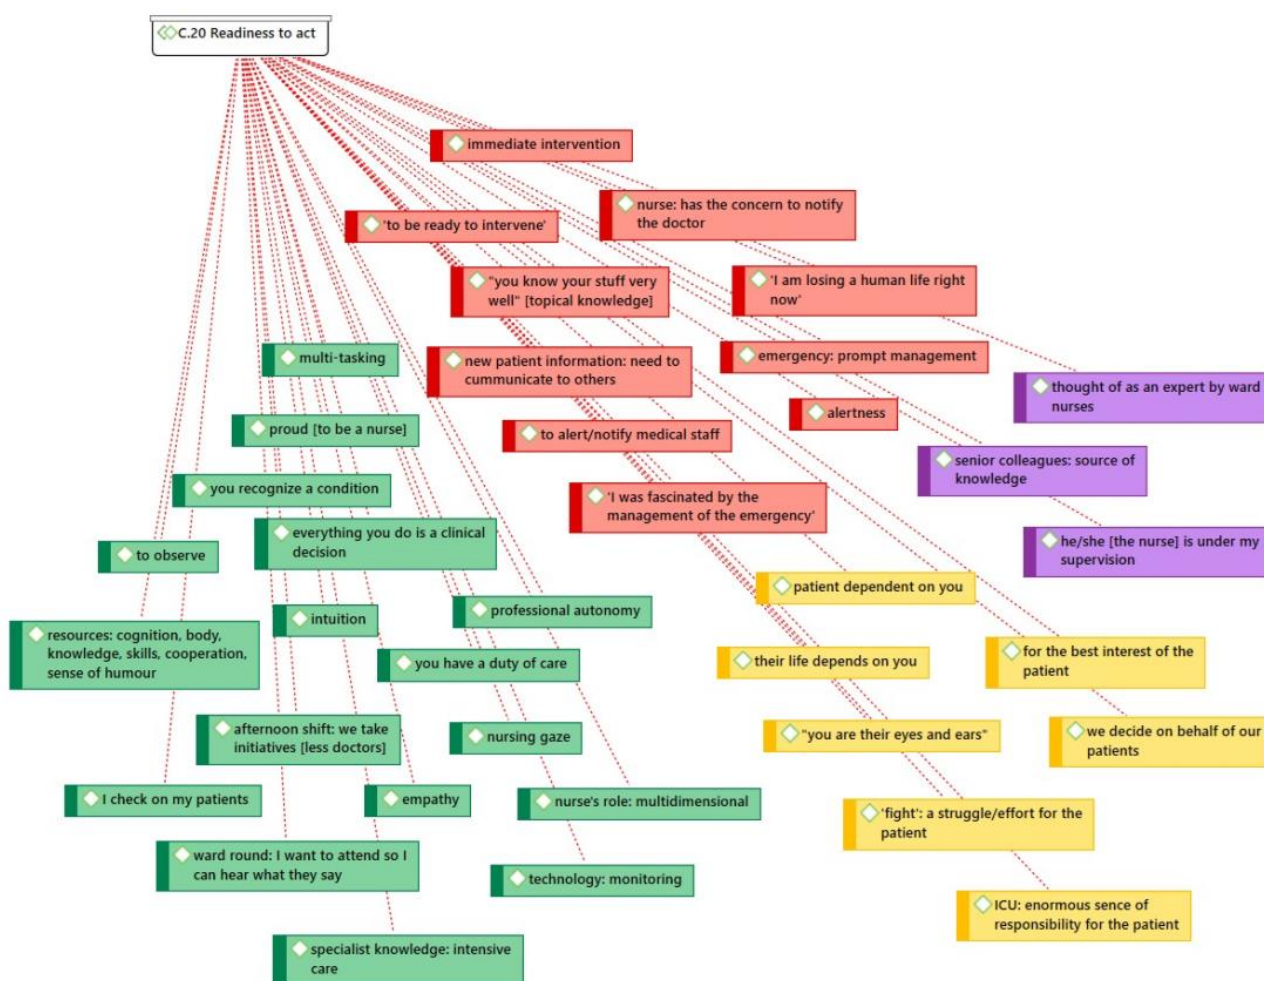 C.20 Readiness to act
immediate intervention
nurse: has the concern to notify
the doctor
'to be ready to intervene'
"you know your stuff very
well" [topical knowledge]
'I am losing a human life right
now'
multi-tasking
new patient information: need to
cummunicate to others
emergency: prompt management
thought of as an expert by ward
nurses
alertness
proud [to be a nurse]
to alert/notify medical staff
senior colleagues: source of
knowledge
you recognize a condition
'I was fascinated by the
management of the emergency'
everything you do is a clinical
decision
to observe
he/she [the nurse] is under my
supervision
patient dependent on you
professional autonomy
intuition
resources: cognition, body,
knowledge, skills, cooperation,
sense of humour
you have a duty of care
their life depends on you
for the best interest of the
patient
afternoon shift: we take
initiatives [less doctors]
nursing gaze
"you are their eyes and ears"
we decide on behalf of our
patients
I check on my patients
empathy
nurse's role: multidimensional
'fight': a struggle/effort for the
patient
ward round: I want to attend so I
can hear what they say
technology: monitoring
ICU: enormous sence of
responsibility for the patient
specialist knowledge: intensive
care